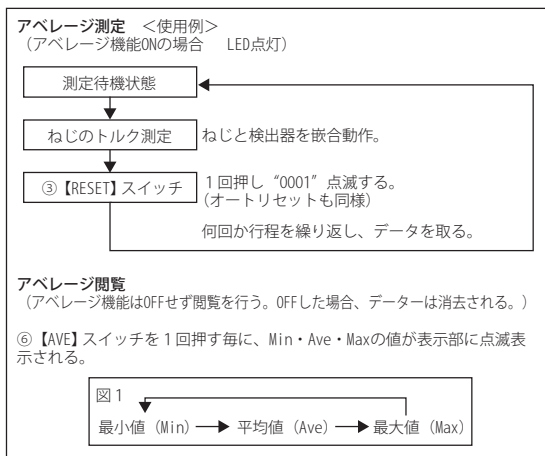 アベレージ測定　＜使用例＞
（アベレージ機能ONの場合　　LED点灯）
測定待機状態
ねじのトルク測定　ねじと検出器を嵌合動作。
③【RESET】スイッチ　1回押し“0001”点滅する。
（オートリセットも同様）
何回か行程を繰り返し、データを取る。
アベレージ閲覧
（アベレージ機能はOFFせず閲覧を行う。OFFした場合、データーは消去される。）
⑥【AVE】スイッチを1回押す毎に、Min・Ave・Maxの値が表示部に点滅表
示される。
図1
最小値（Min）→ 平均値（Ave）→ 最大値（Max）